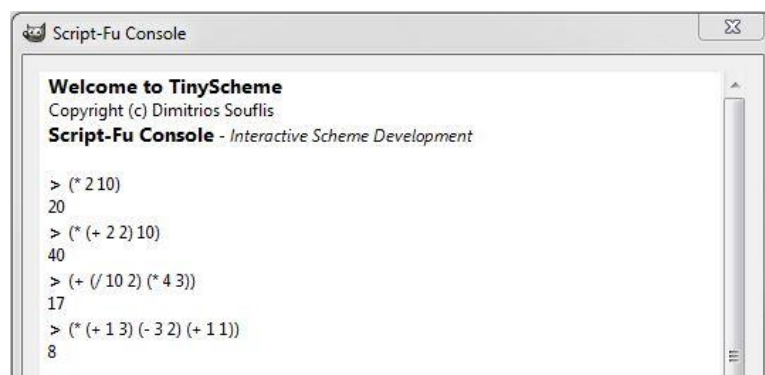 Script-Fu Console
Welcome to TinyScheme
Copyright (c) Dimitrios Souflis
Script-Fu Console - Interactive Scheme Development
> (* 2 10)
20
> (* (+ 2 2) 10)
40
> (+ (/ 10 2) (* 4 3))
17
> (* (+ 1 3) (- 3 2) (+ 1 1))
8